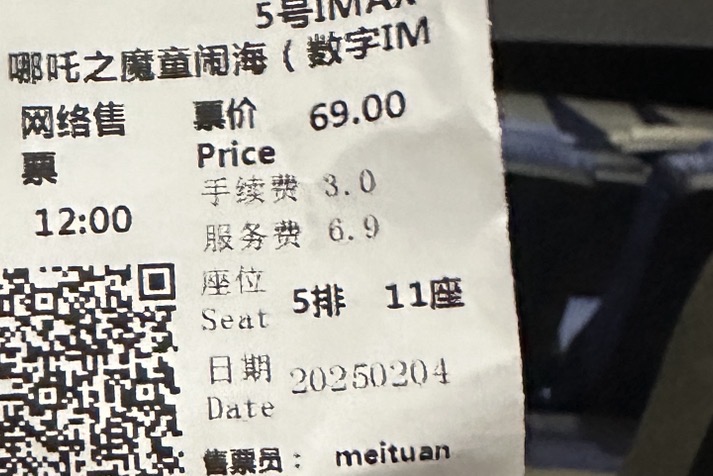 5号IMAX
哪吒之魔童闹海（数字IM
网络售票
票价 69.00
Price
手续费 3.0
12:00
服务费 6.9
座位 5排 11座
Seat
日期 20250204
Date
售票员： meituan